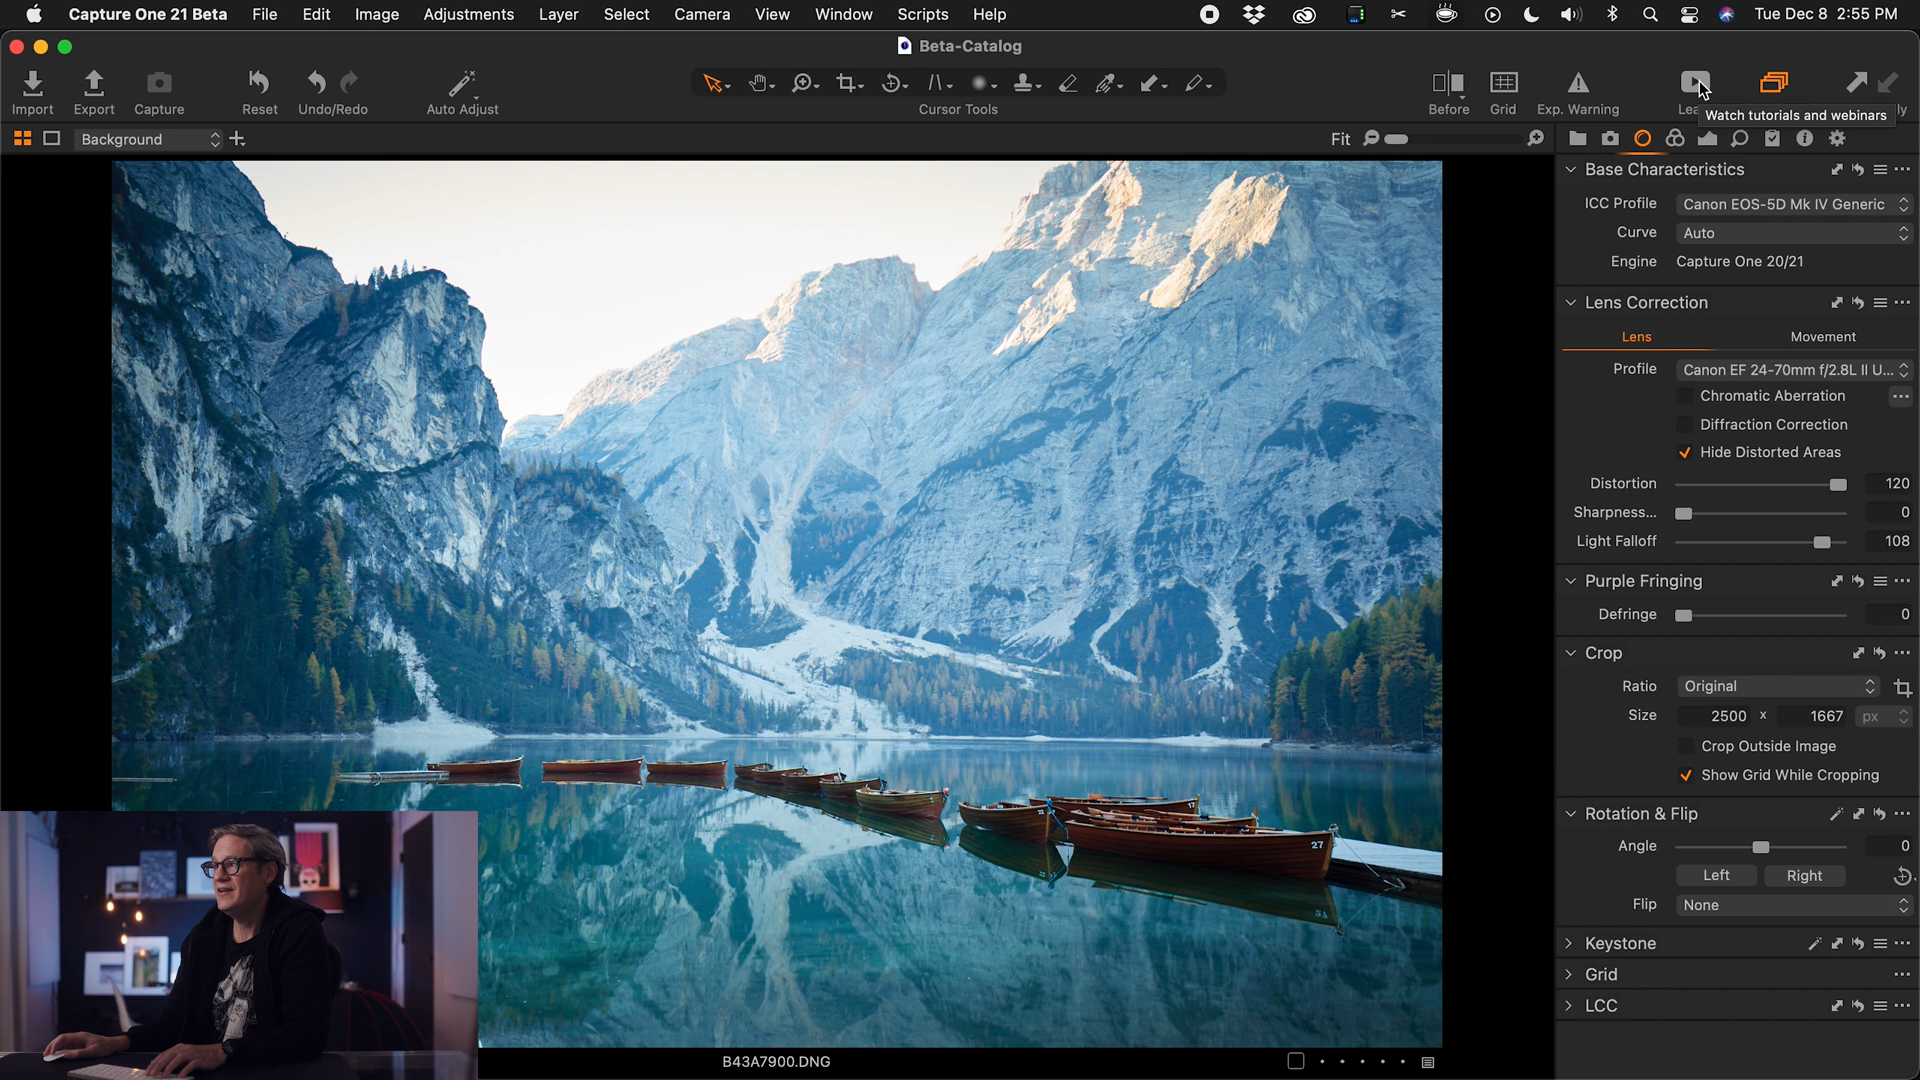 Capture One 21 Beta File Edit Image Adjustments Layer Select Camera View Window Scripts Help Tue Dec 8 2:55 PM
Beta-Catalog
Import Export Capture Reset Undo/Redo Auto Adjust Cursor Tools Before Grid Exp. Warning
Watch tutorials and webinars
Background Fit
Base Characteristics
ICC Profile Canon EOS-5D Mk IV Generic
Curve Auto
Engine Capture One 20/21
Lens Correction
Lens Movement
Profile Canon EF 24-70mm f/2.8L II U...
Chromatic Aberration
Diffraction Correction
Hide Distorted Areas
Distortion 120
Sharpness... 0
Light Falloff 108
Purple Fringing
Defringe 0
Crop
Ratio Original
Size 2500 x 1667 px
Crop Outside Image
Show Grid While Cropping
Rotation & Flip
Angle 0
Left Right
Flip None
Keystone
Grid
LCC
27
B43A7900.DNG